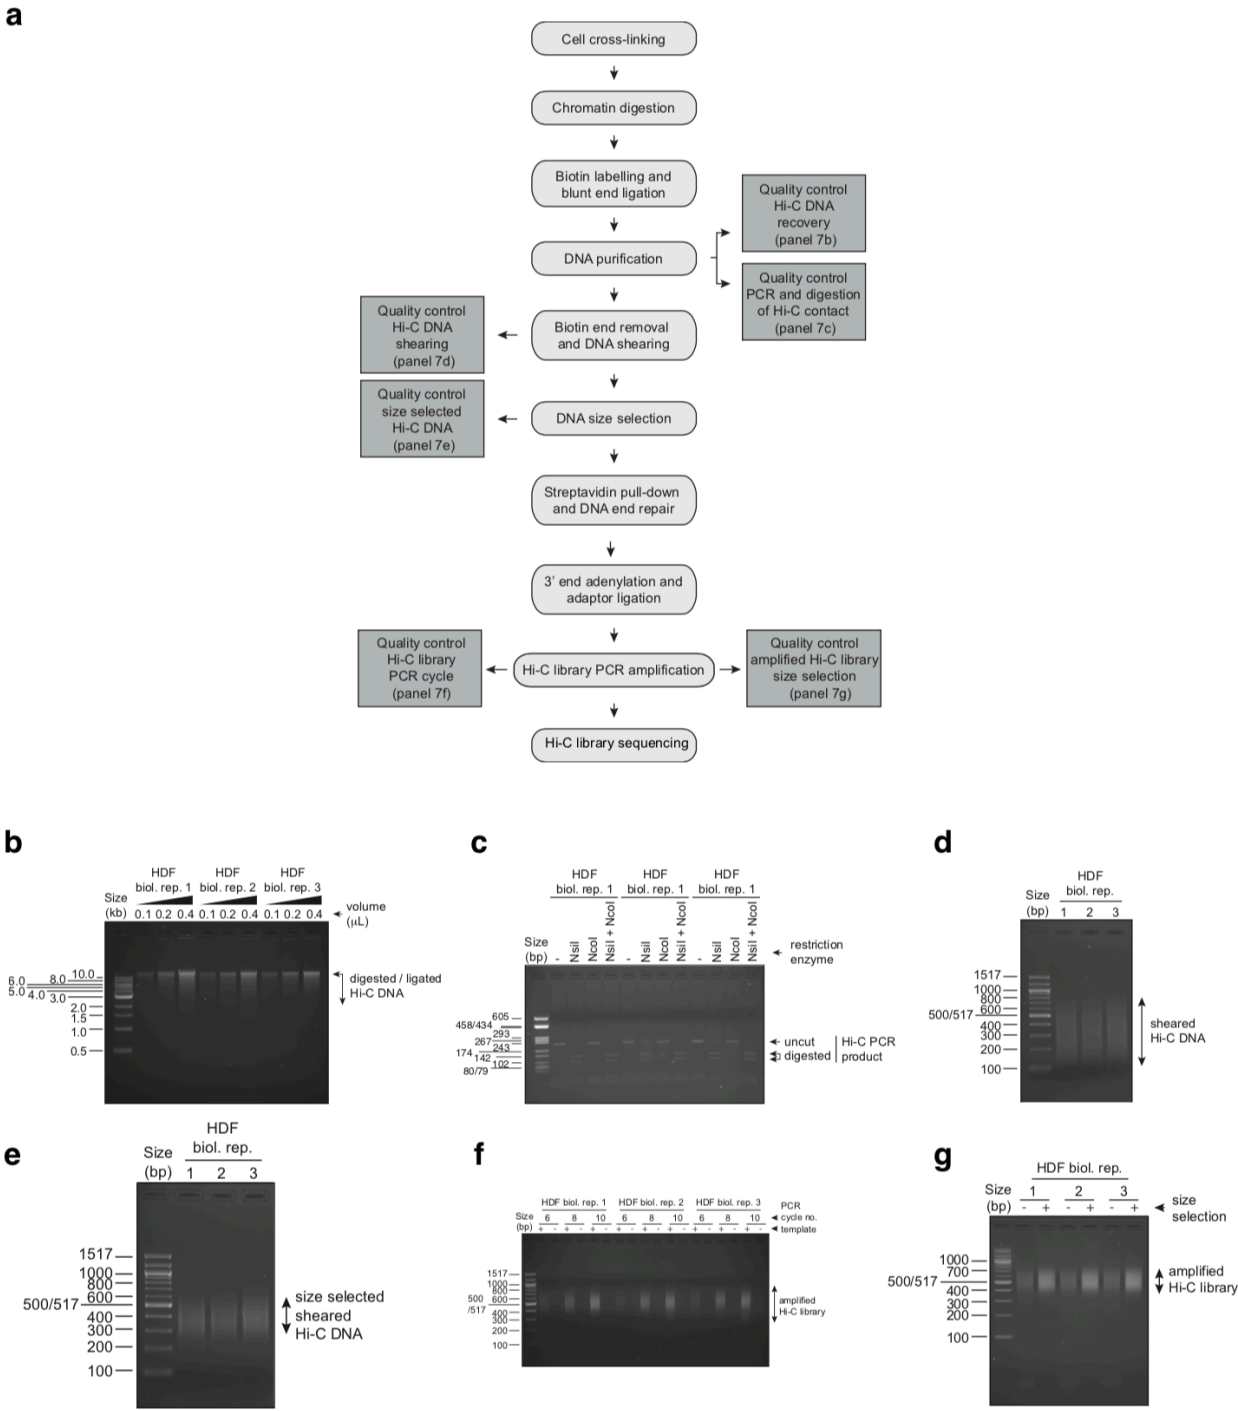 a
Cell cross-linking
Chromatin digestion
Biotin labelling and
blunt end ligation
Quality control
Hi-C DNA
recovery
(panel 7b)
DNA purification
Quality control
PCR and digestion
of Hi-C contact
(panel 7c)
Quality control
Hi-C DNA
shearing
(panel 7d)
Biotin end removal
and DNA shearing
Quality control
size selected
Hi-C DNA
(panel 7e)
DNA size selection
Streptavidin pull-down
and DNA end repair
3' end adenylation and
adaptor ligation
Quality control
Hi-C library
PCR cycle
(panel 7f)
Hi-C library PCR amplification
Quality control
amplified Hi-C library
size selection
(panel 7g)
Hi-C library sequencing
b
HDF HDF HDF
biol. rep. 1 biol. rep. 2 biol. rep. 3
Size
(kb) 0.1 0.2 0.4 0.1 0.2 0.4 0.1 0.2 0.4
volume
(µL)
10.0
8.0
6.0
5.0
4.0
3.0
2.0
1.5
1.0
0.5
digested / ligated
Hi-C DNA
c
HDF HDF HDF
biol. rep. 1 biol. rep. 1 biol. rep. 1
Size
(bp)
- NsiI NcoI NsiI + NcoI - NsiI NcoI NsiI + NcoI - NsiI NcoI NsiI + NcoI
restriction
enzyme
605
458/434
293
267
243
174
142
102
80/79
uncut
digested
Hi-C PCR
product
d
HDF
biol. rep.
Size
(bp) 1 2 3
1517
1000
800
600
500/517
400
300
200
100
sheared
Hi-C DNA
e
HDF
biol. rep.
Size
(bp) 1 2 3
1517
1000
800
600
500/517
400
300
200
100
size selected
sheared
Hi-C DNA
f
HDF biol. rep. 1 HDF biol. rep. 2 HDF biol. rep. 3
PCR
cycle no.
Size
(bp)
6 8 10 6 8 10 6 8 10
+ - + - + - + - + - + - + - + - + -
template
1517
1000
800
600
500
/517
400
300
200
100
amplified
Hi-C library
g
HDF biol. rep.
Size
(bp)
1 2 3
- + - + - +
size
selection
1000
700
500/517
400
300
200
100
amplified
Hi-C library